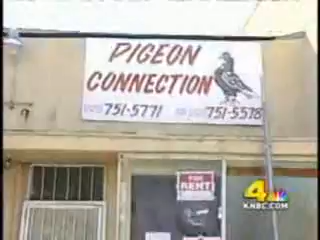 PIGEON
CONNECTION
751-5771 751-5578
FOR
RENT
4
KNBC.COM